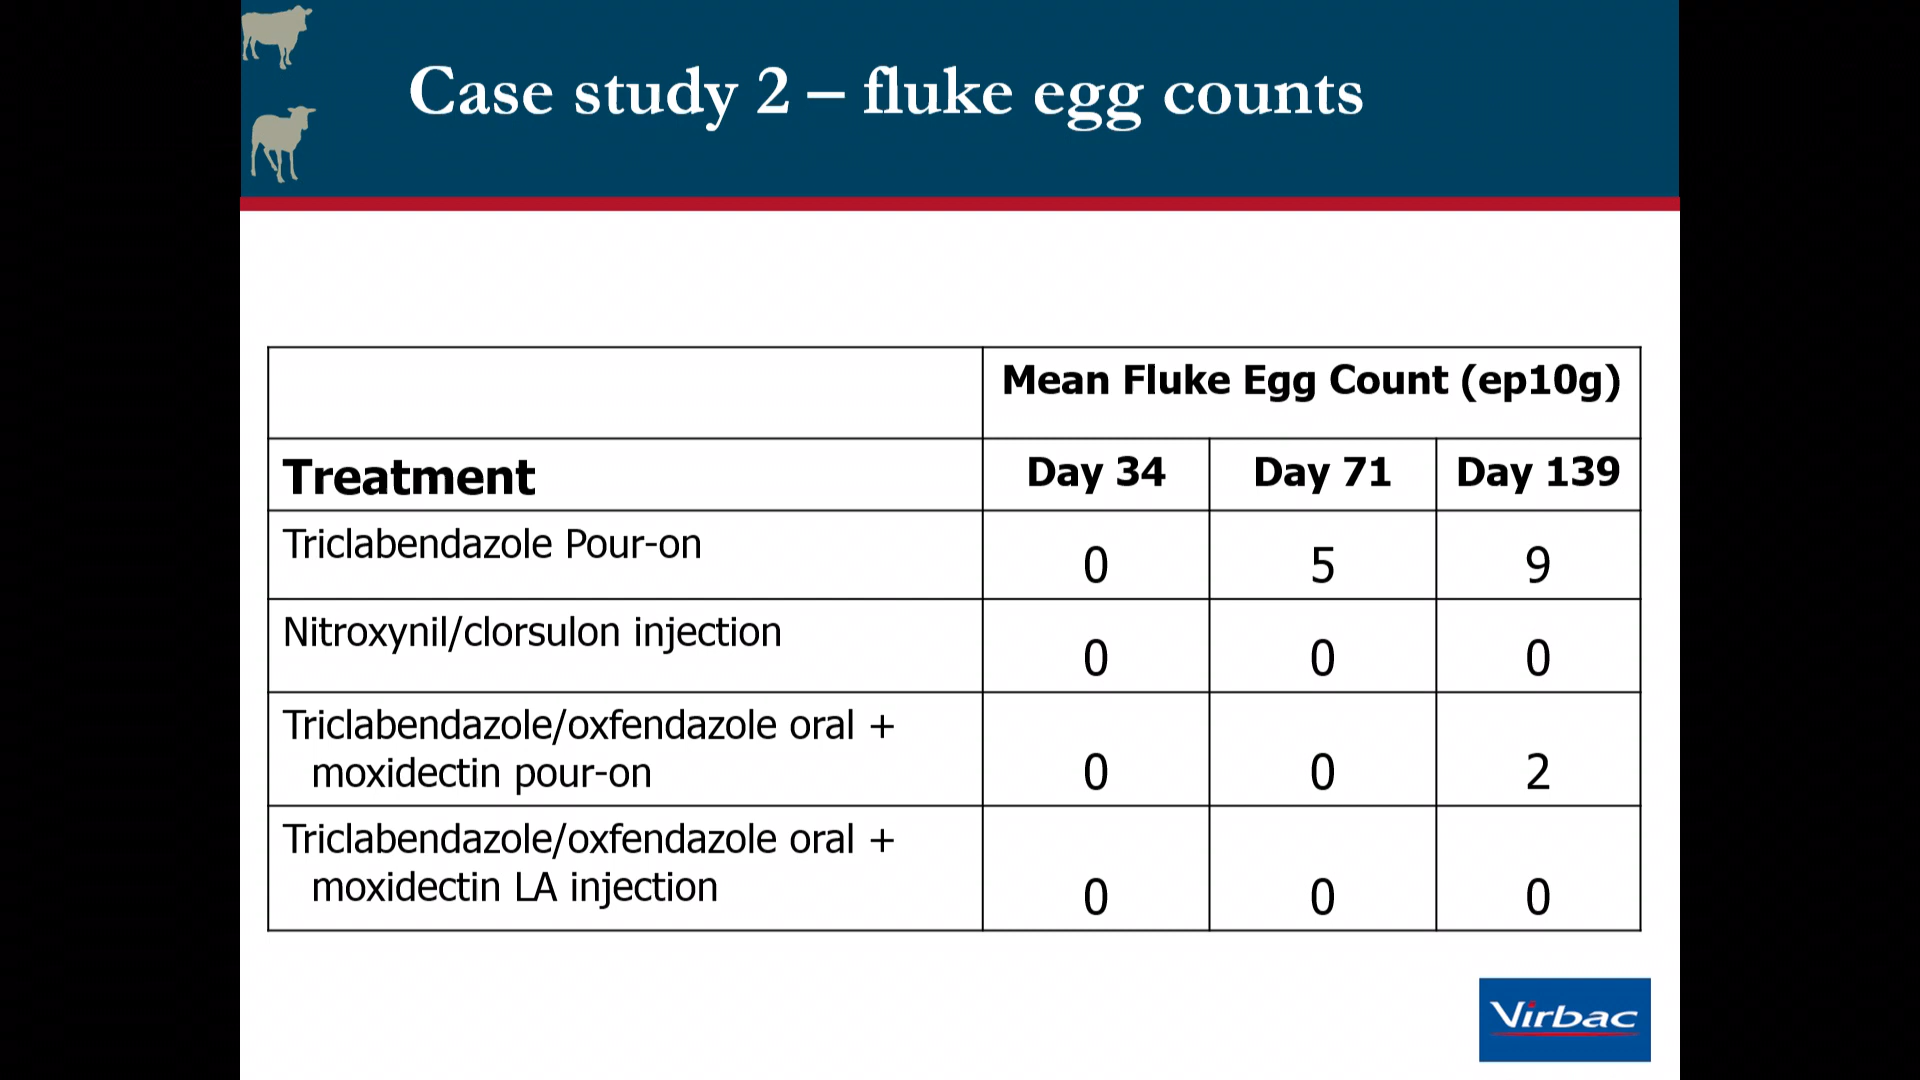 Case study 2 – fluke egg counts
Mean Fluke Egg Count (ep10g)
Treatment Day 34 Day 71 Day 139
Triclabendazole Pour-on 0 5 9
Nitroxynil/clorsulon injection 0 0 0
Triclabendazole/oxfendazole oral +
moxidectin pour-on 0 0 2
Triclabendazole/oxfendazole oral +
moxidectin LA injection 0 0 0
Virbac